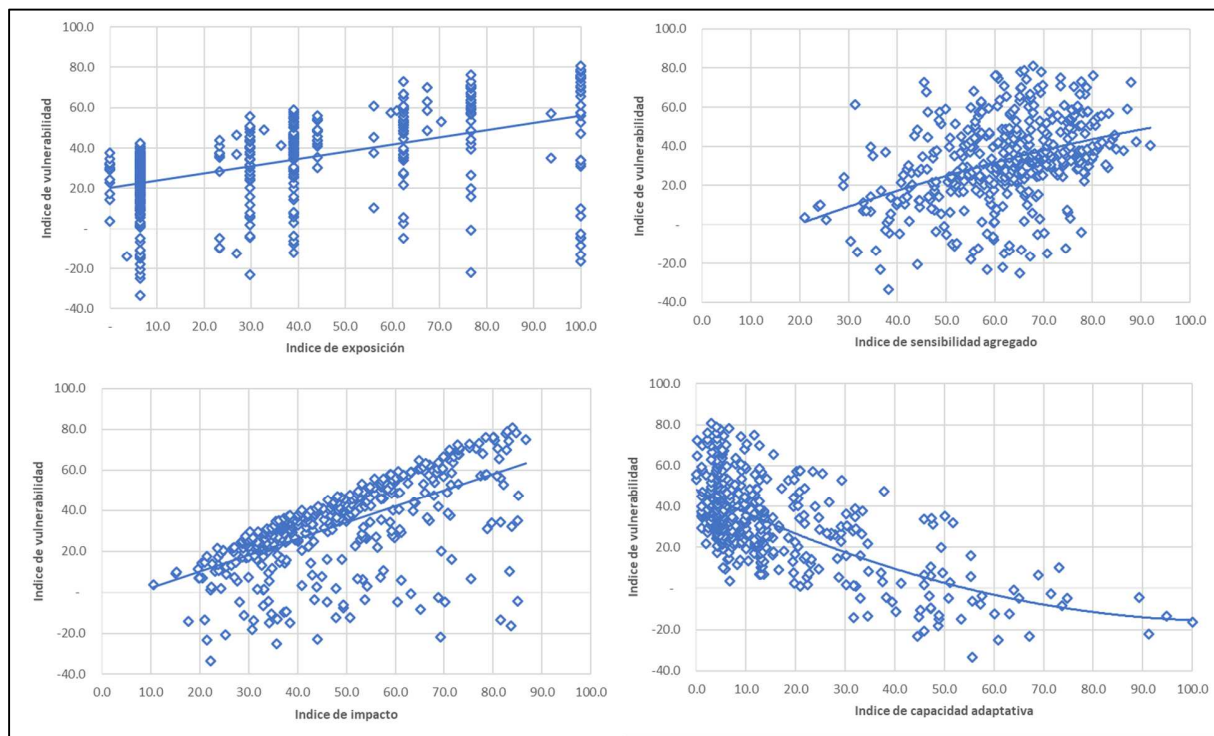 100.0
80.0
60.0
40.0
20.0
-
-20.0
-40.0
Indice de vulnerabilidad
- 10.0 20.0 30.0 40.0 50.0 60.0 70.0 80.0 90.0 100.0
Indice de exposición
100.0
80.0
60.0
40.0
20.0
-
-20.0
-40.0
Indice de vulnerabilidad
0.0 10.0 20.0 30.0 40.0 50.0 60.0 70.0 80.0 90.0 100.0
Indice de sensibilidad agregado
100.0
80.0
60.0
40.0
20.0
-
-20.0
-40.0
Indice de vulnerabilidad
0.0 10.0 20.0 30.0 40.0 50.0 60.0 70.0 80.0 90.0 100.0
Indice de impacto
100.0
80.0
60.0
40.0
20.0
-
-20.0
-40.0
Indice de vulnerabilidad
0.0 10.0 20.0 30.0 40.0 50.0 60.0 70.0 80.0 90.0 100.0
Indice de capacidad adaptativa